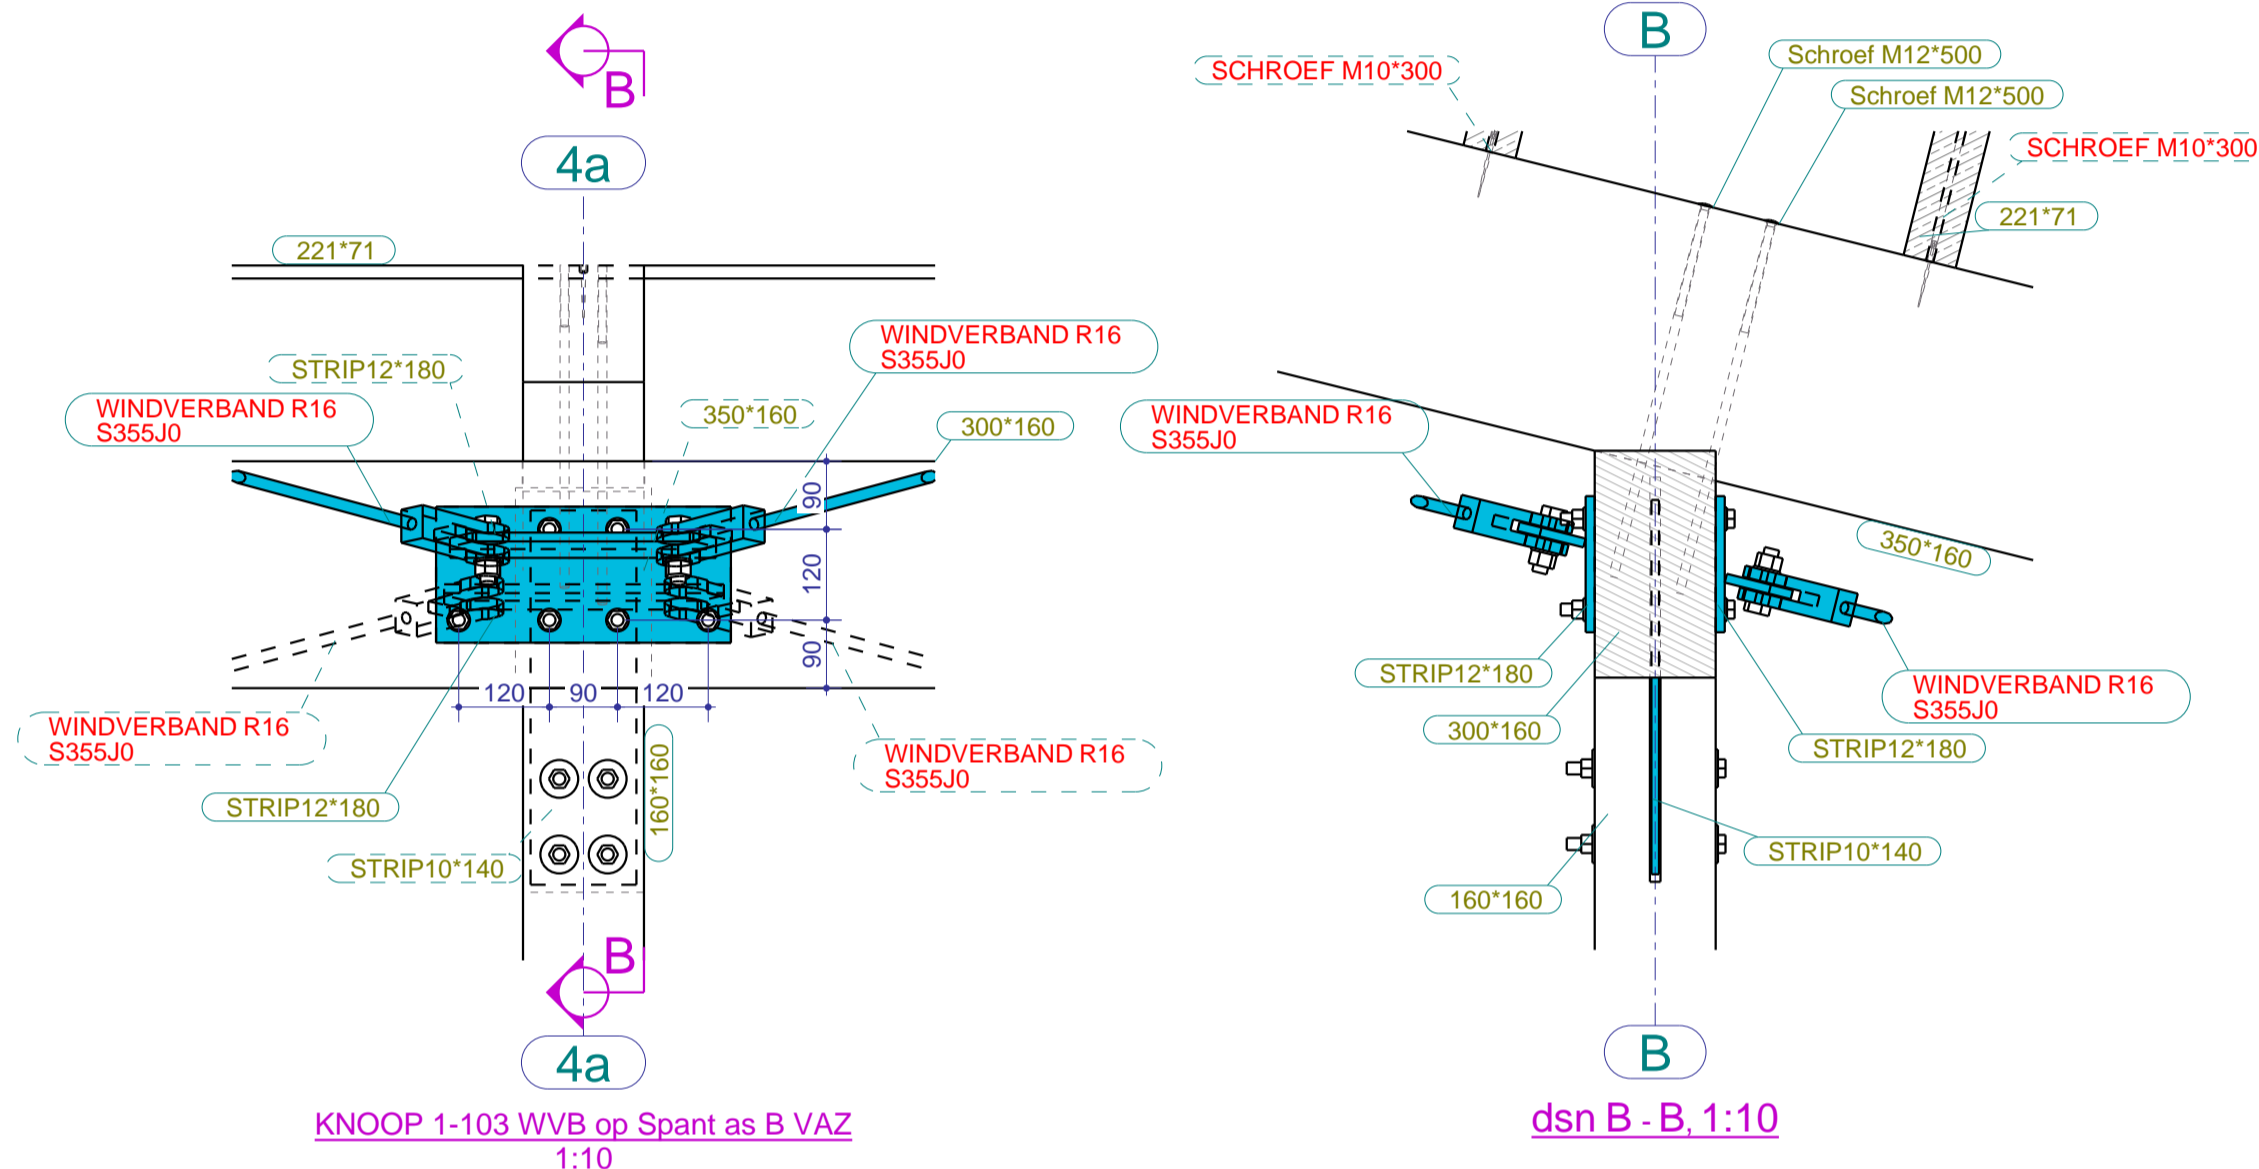 B
4a
221*71
WINDVERBAND R16
S355J0
STRIP12*180
WINDVERBAND R16
S355J0
350*160
300*160
90
120
90
120 90 120
WINDVERBAND R16
S355J0
WINDVERBAND R16
S355J0
STRIP12*180
160*160
STRIP10*140
B
4a
KNOOP 1-103 WVB op Spant as B VAZ
1:10
B
SCHROEF M10*300
Schroef M12*500
Schroef M12*500
SCHROEF M10*300
221*71
WINDVERBAND R16
S355J0
350*160
STRIP12*180
WINDVERBAND R16
S355J0
300*160
STRIP12*180
STRIP10*140
160*160
B
dsn B - B, 1:10